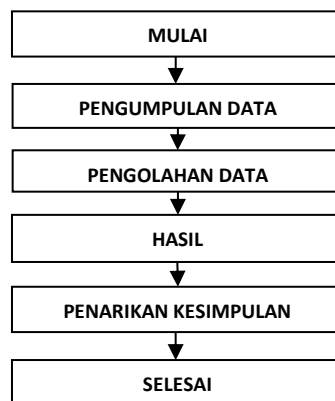 MULAI
PENGUMPULAN DATA
PENGOLAHAN DATA
HASIL
PENARIKAN KESIMPULAN
SELESAI